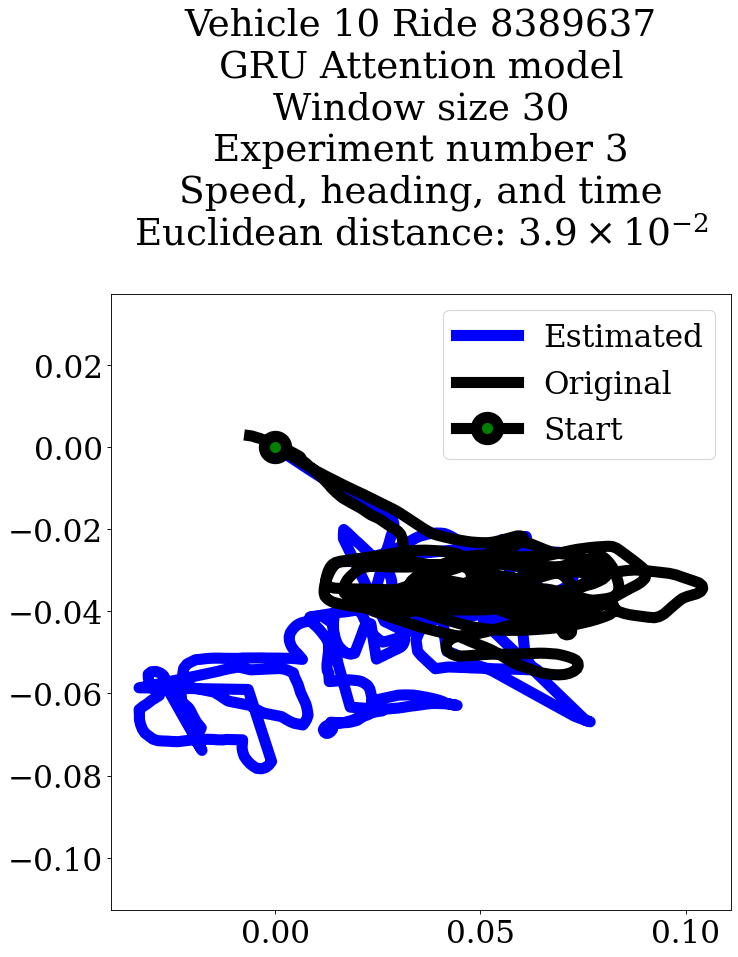 Vehicle 10 Ride 8389637
GRU Attention model
Window size 30
Experiment number 3
Speed, heading, and time
Euclidean distance: 3.9 × 10⁻²
Estimated
Original
Start
0.02
0.00
−0.02
−0.04
−0.06
−0.08
−0.10
0.00 0.05 0.10